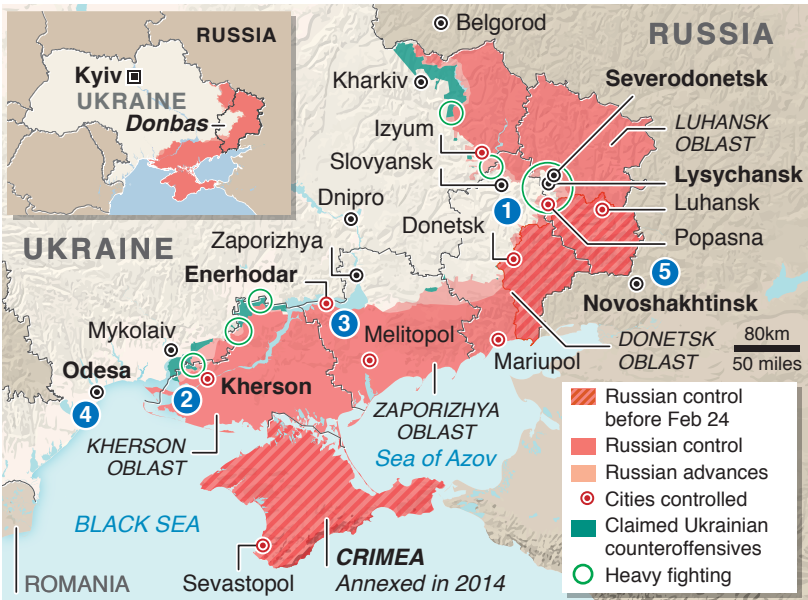 RUSSIA
Kyiv
UKRAINE
Donbas
Belgorod
RUSSIA
Kharkiv
Severodonetsk
Izyum
LUHANSK
OBLAST
Slovyansk
Lysychansk
Dnipro
1
Luhansk
Donetsk
Popasna
UKRAINE
Zaporizhya
5
Enerhodar
Novoshakhtinsk
3
Mykolaiv
Melitopol
DONETSK
OBLAST
80km
50 miles
Mariupol
Odesa
Kherson
2
4
ZAPORIZHYA
OBLAST
KHERSON
OBLAST
Sea of Azov
BLACK SEA
CRIMEA
Annexed in 2014
Sevastopol
ROMANIA
Russian control
before Feb 24
Russian control
Russian advances
Cities controlled
Claimed Ukrainian
counteroffensives
Heavy fighting